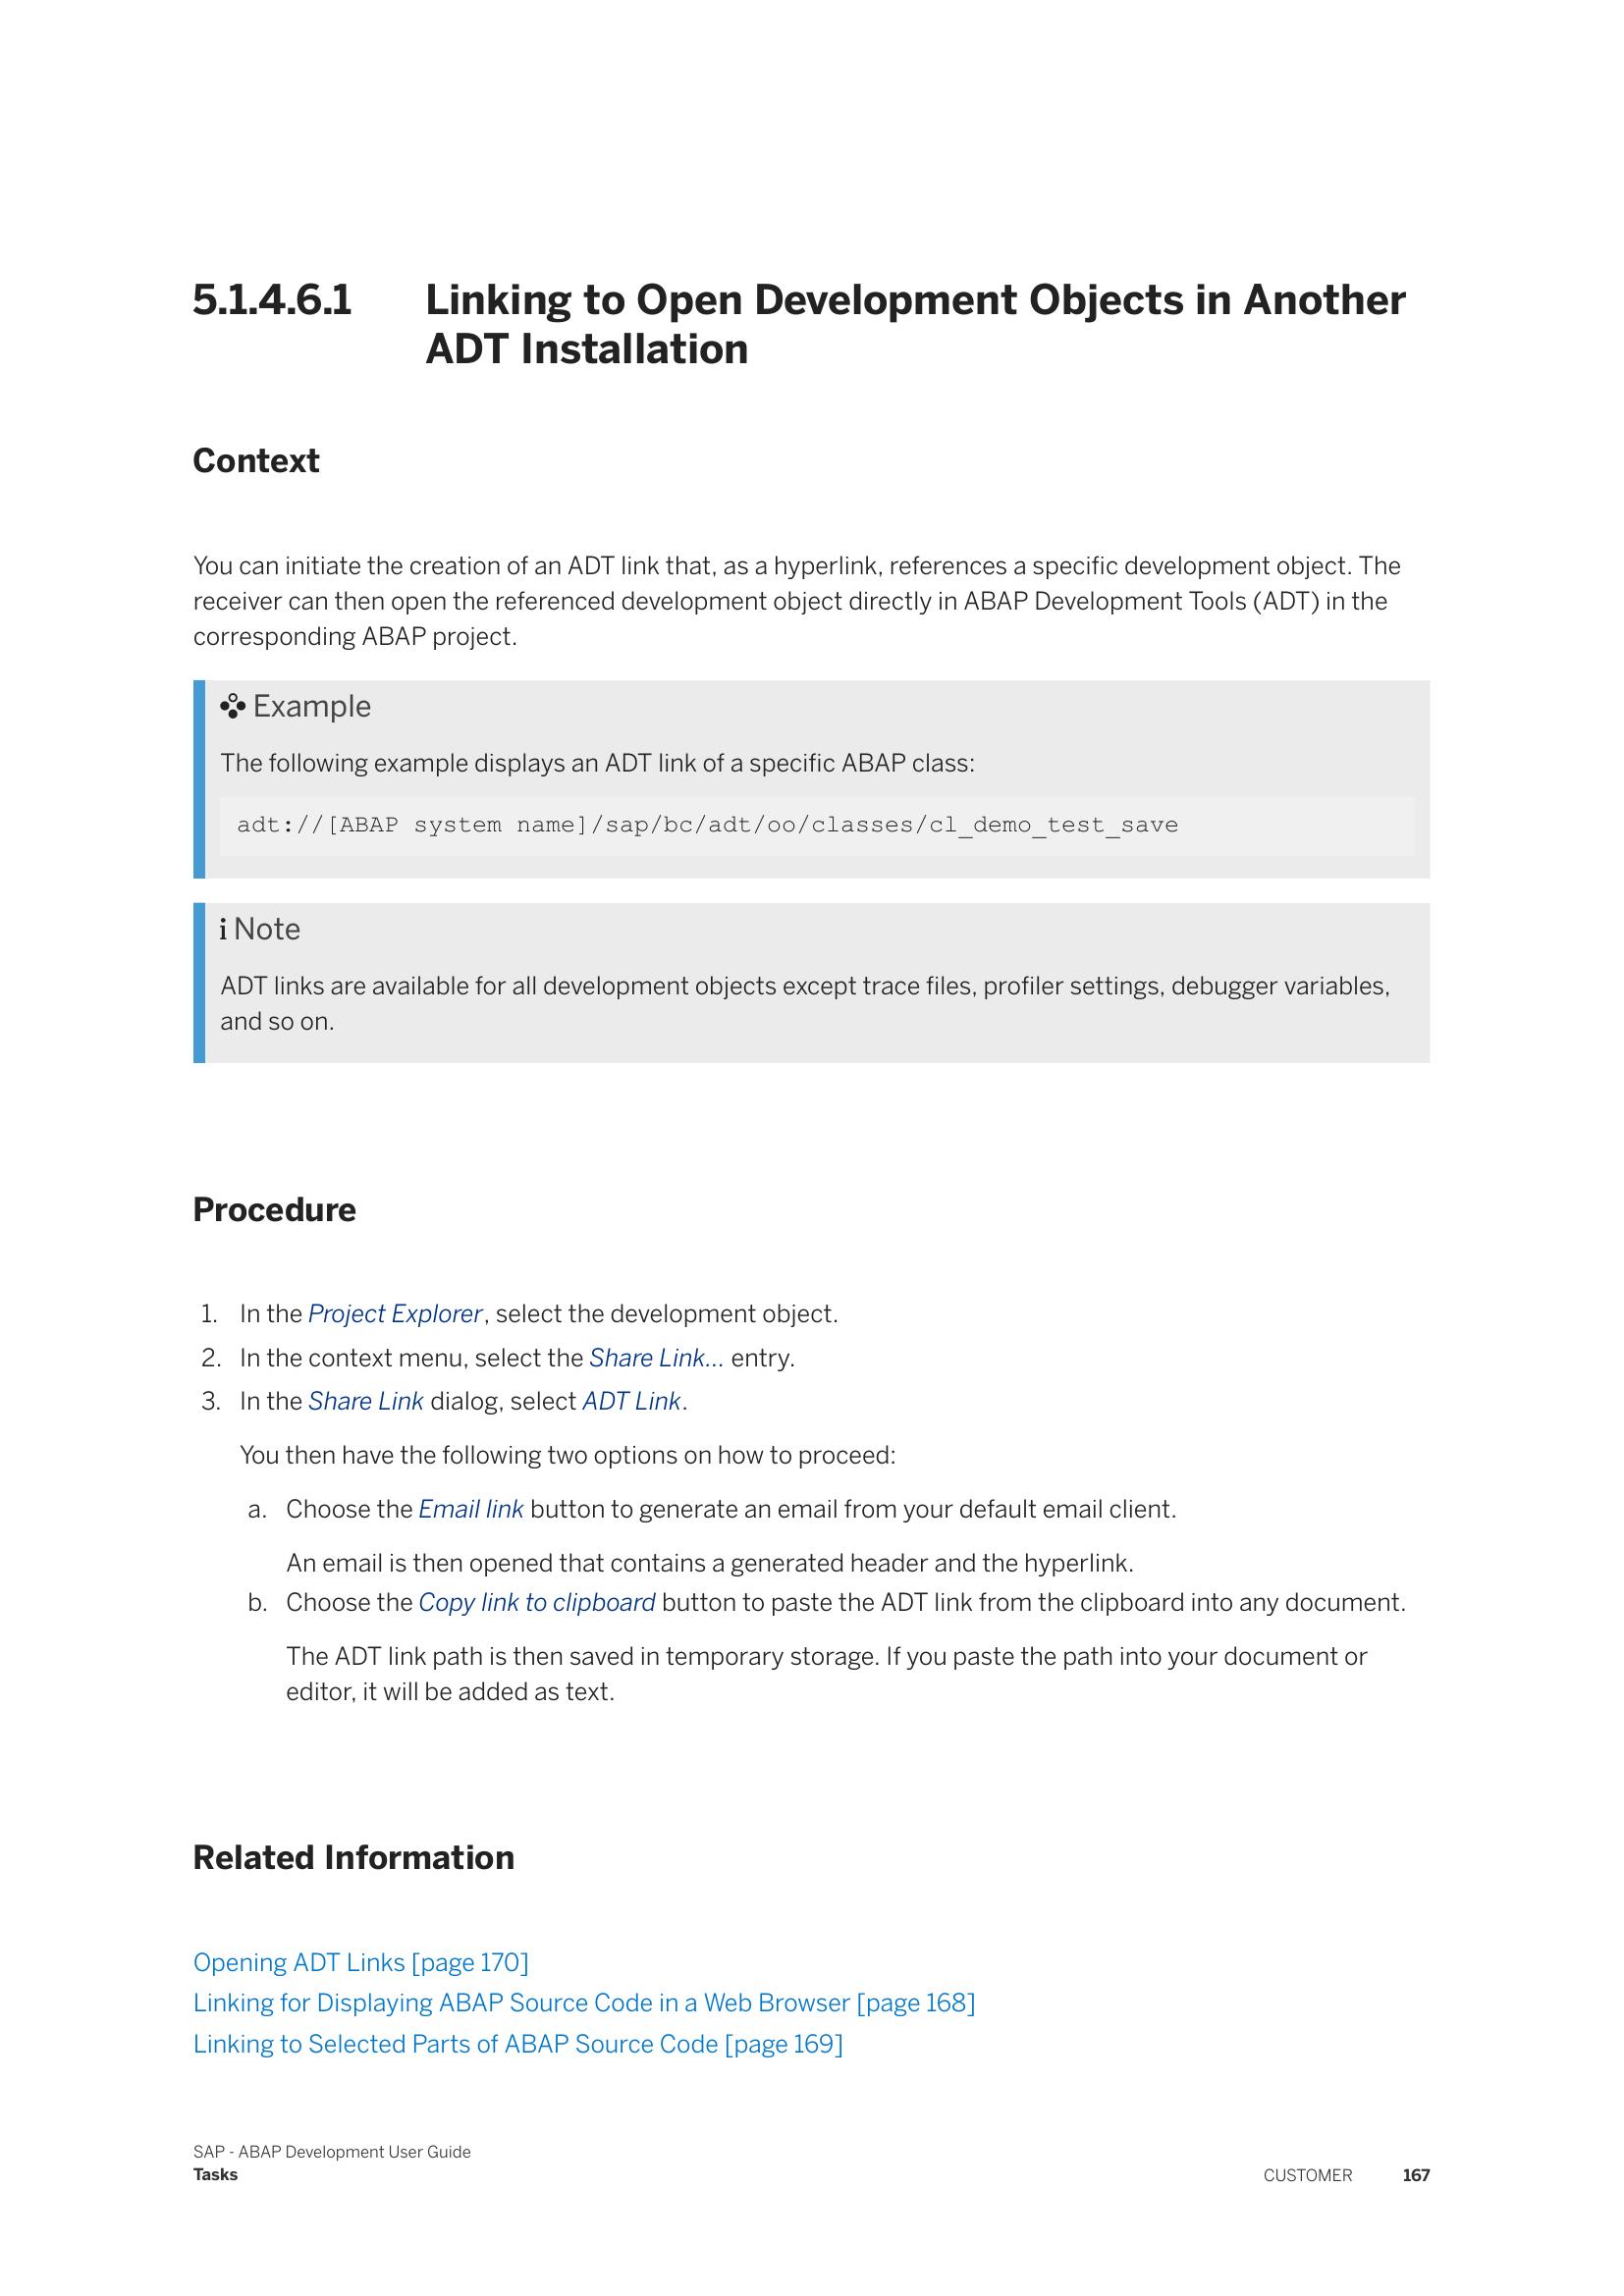 5.1.4.6.1 Linking to Open Development Objects in Another
ADT Installation
Context
You can initiate the creation of an ADT link that, as a hyperlink, references a specific development object. The
receiver can then open the referenced development object directly in ABAP Development Tools (ADT) in the
corresponding ABAP project.
Example
The following example displays an ADT link of a specific ABAP class:
adt://[ABAP system name]/sap/bc/adt/oo/classes/cl_demo_test_save
i Note
ADT links are available for all development objects except trace files, profiler settings, debugger variables,
and so on.
Procedure
1. In the Project Explorer, select the development object.
2. In the context menu, select the Share Link... entry.
3. In the Share Link dialog, select ADT Link.
You then have the following two options on how to proceed:
a. Choose the Email link button to generate an email from your default email client.
An email is then opened that contains a generated header and the hyperlink.
b. Choose the Copy link to clipboard button to paste the ADT link from the clipboard into any document.
The ADT link path is then saved in temporary storage. If you paste the path into your document or
editor, it will be added as text.
Related Information
Opening ADT Links [page 170]
Linking for Displaying ABAP Source Code in a Web Browser [page 168]
Linking to Selected Parts of ABAP Source Code [page 169]
SAP - ABAP Development User Guide
Tasks CUSTOMER 167